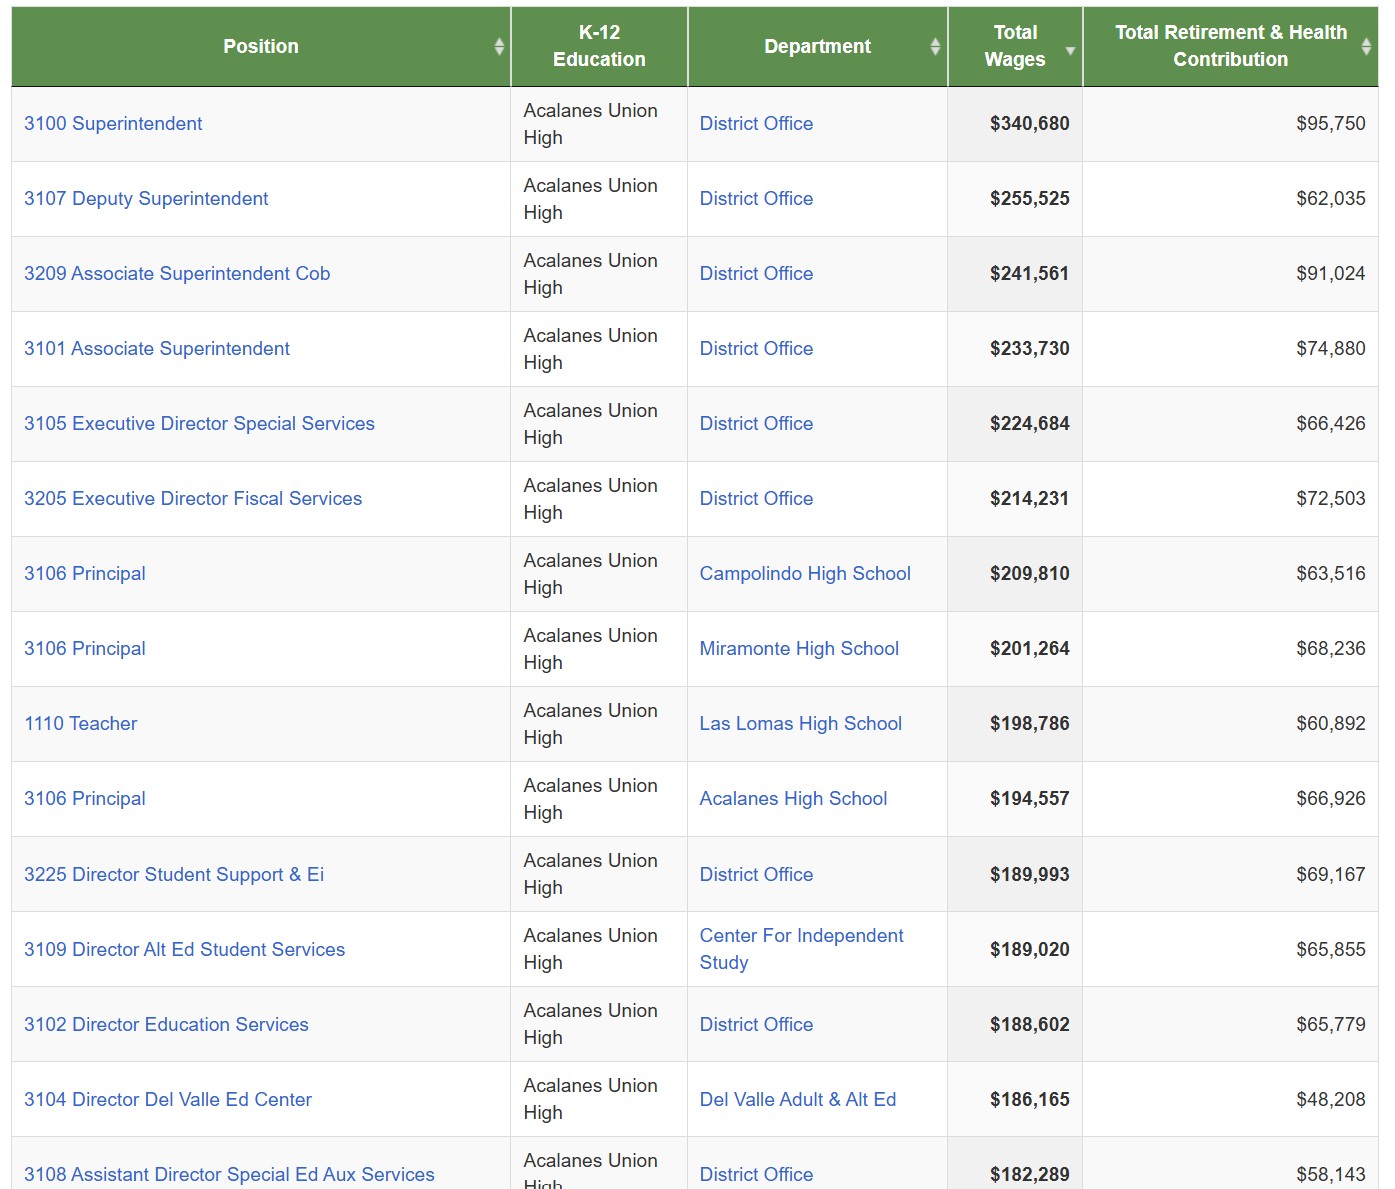 Position
K-12
Education
Department
Total
Wages
Total Retirement & Health
Contribution
3100 Superintendent
Acalanes Union
High
District Office
$340,680
$95,750
3107 Deputy Superintendent
Acalanes Union
High
District Office
$255,525
$62,035
3209 Associate Superintendent Cob
Acalanes Union
High
District Office
$241,561
$91,024
3101 Associate Superintendent
Acalanes Union
High
District Office
$233,730
$74,880
3105 Executive Director Special Services
Acalanes Union
High
District Office
$224,684
$66,426
3205 Executive Director Fiscal Services
Acalanes Union
High
District Office
$214,231
$72,503
3106 Principal
Acalanes Union
High
Campolindo High School
$209,810
$63,516
3106 Principal
Acalanes Union
High
Miramonte High School
$201,264
$68,236
1110 Teacher
Acalanes Union
High
Las Lomas High School
$198,786
$60,892
3106 Principal
Acalanes Union
High
Acalanes High School
$194,557
$66,926
3225 Director Student Support & Ei
Acalanes Union
High
District Office
$189,993
$69,167
3109 Director Alt Ed Student Services
Acalanes Union
High
Center For Independent
Study
$189,020
$65,855
3102 Director Education Services
Acalanes Union
High
District Office
$188,602
$65,779
3104 Director Del Valle Ed Center
Acalanes Union
High
Del Valle Adult & Alt Ed
$186,165
$48,208
3108 Assistant Director Special Ed Aux Services
Acalanes Union
High
District Office
$182,289
$58,143